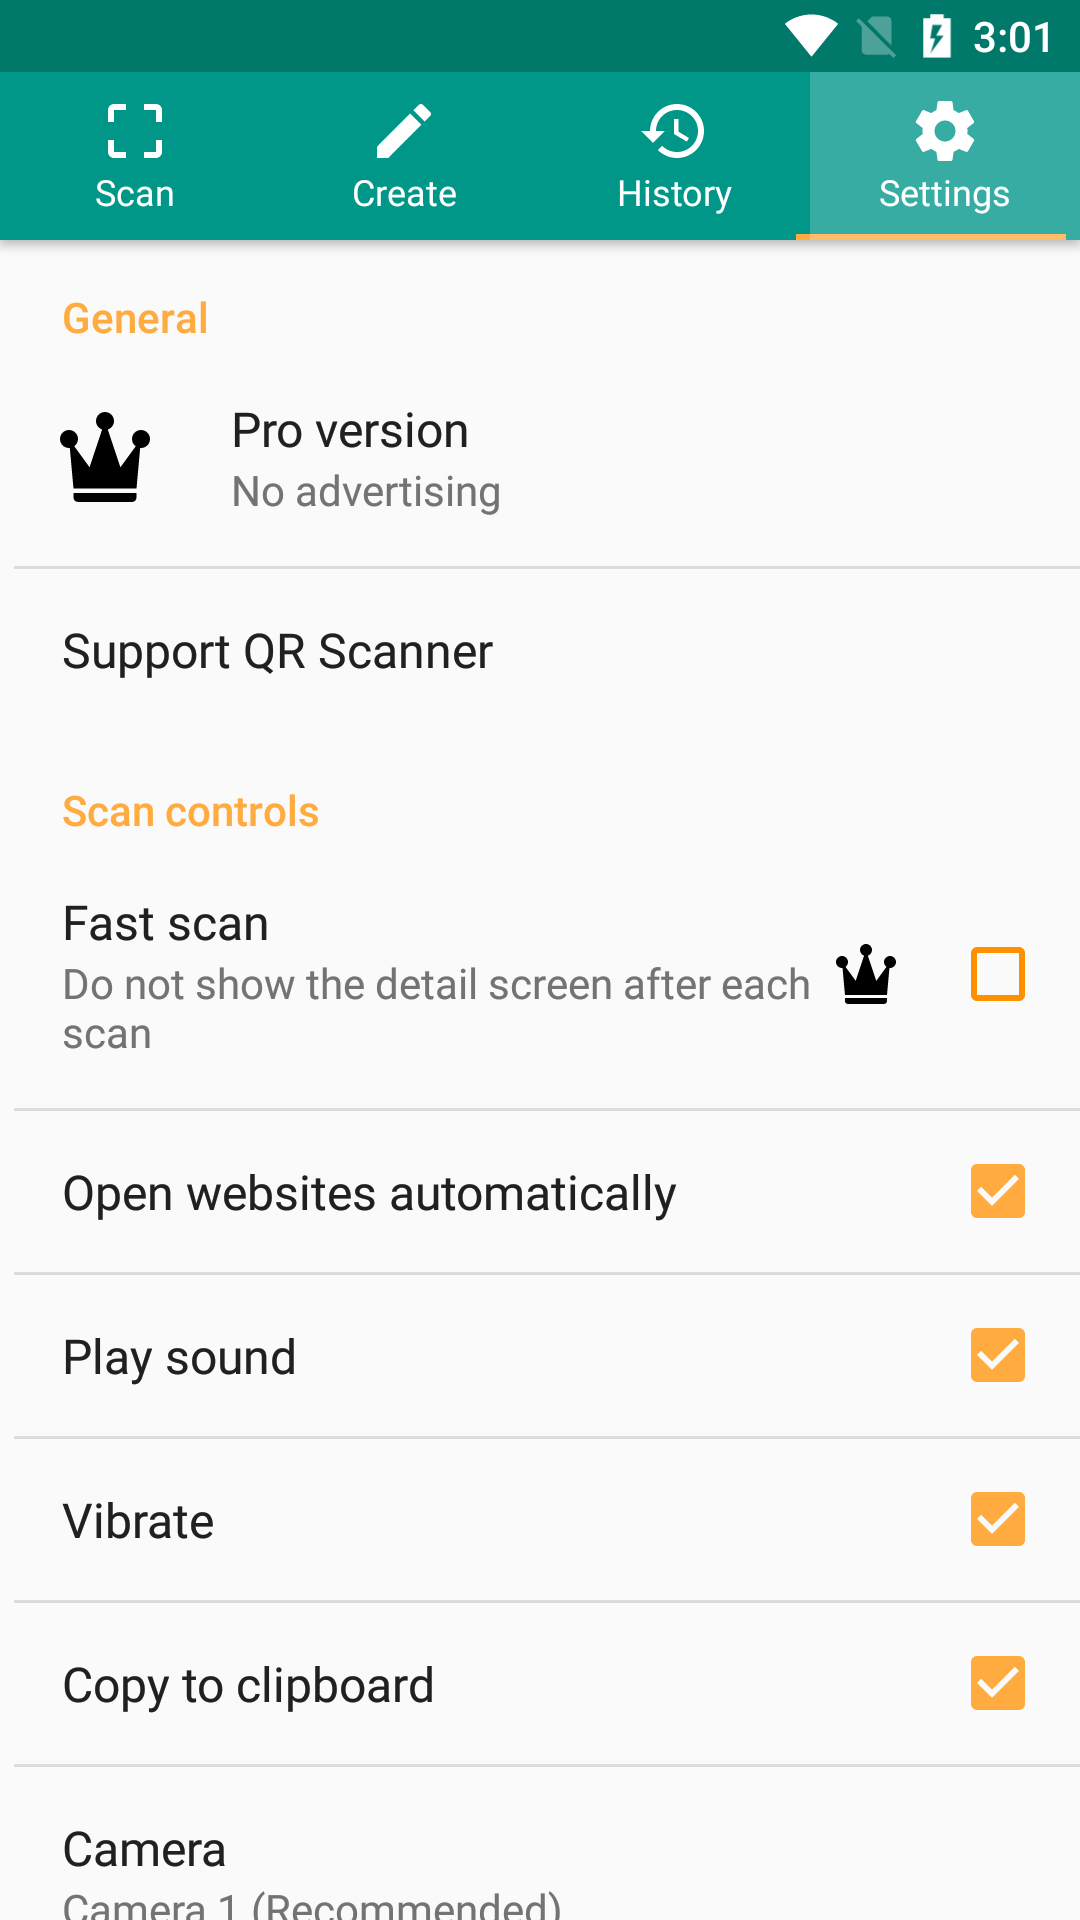 3:01
Scan
Create
History
Settings
General
Pro version
No advertising
Support QR Scanner
Scan controls
Fast scan
Do not show the detail screen after each
scan
Open websites automatically
Play sound
Vibrate
Copy to clipboard
Camera
Camera 1 (Recommended)